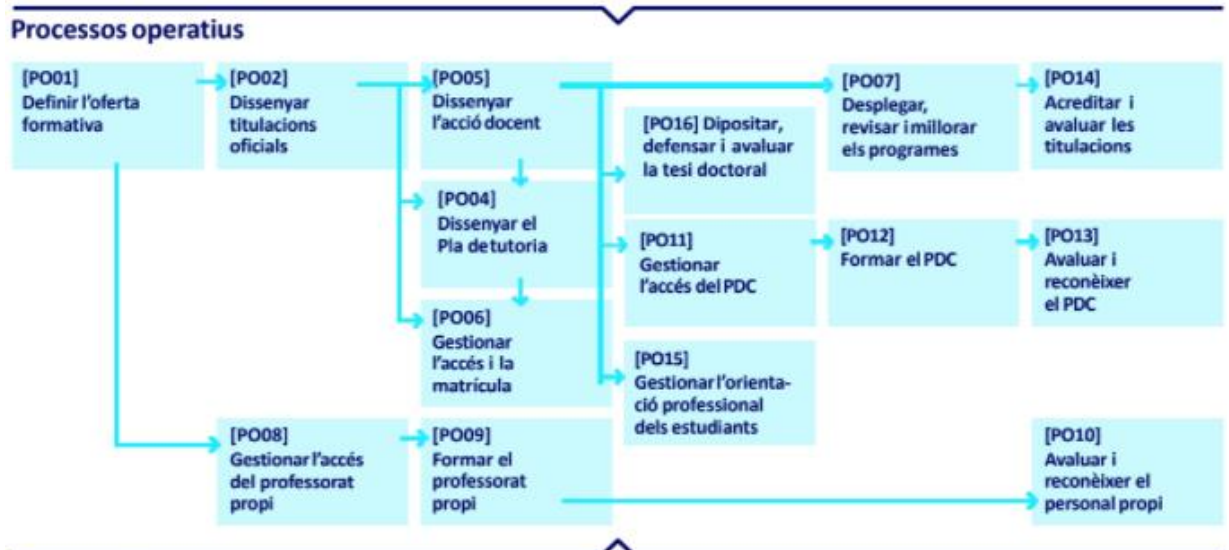 Processos operatius
[PO01]
Definir l'oferta
formativa
[PO02]
Dissenyar
titulacions
oficials
[PO05]
Dissenyar
l'acció docent
[PO07]
Desplegar,
revisar i millorar
els programes
[PO14]
Acreditar i
avaluar les
titulacions
[PO16] Dipositar,
defensar i avaluar
la tesi doctoral
[PO04]
Dissenyar el
Pla de tutoria
[PO11]
Gestionar
l'accés del PDC
[PO12]
Formar el PDC
[PO13]
Avaluar i
reconèixer
el PDC
[PO06]
Gestionar
l'accés i la
matrícula
[PO15]
Gestionar l'orienta-
ció professional
dels estudiants
[PO08]
Gestionar l'accés
del professorat
propi
[PO09]
Formar el
professorat
propi
[PO10]
Avaluar i
reconèixer el
personal propi